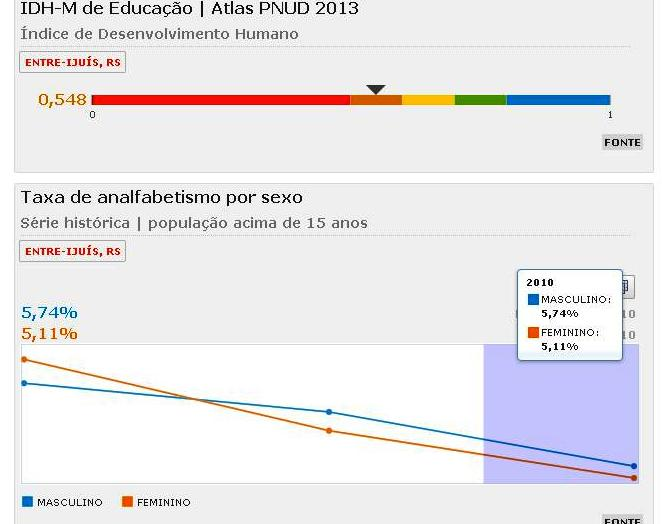 IDH-M de Educação | Atlas PNUD 2013
Índice de Desenvolvimento Humano
ENTRE-IJUÍS, RS
0,548
0 1
FONTE
Taxa de analfabetismo por sexo
Série histórica | população acima de 15 anos
ENTRE-IJUÍS, RS
2010
MASCULINO:
5,74%
FEMININO:
5,11%
5,74%
10
5,11%
10
MASCULINO FEMININO
FONTE